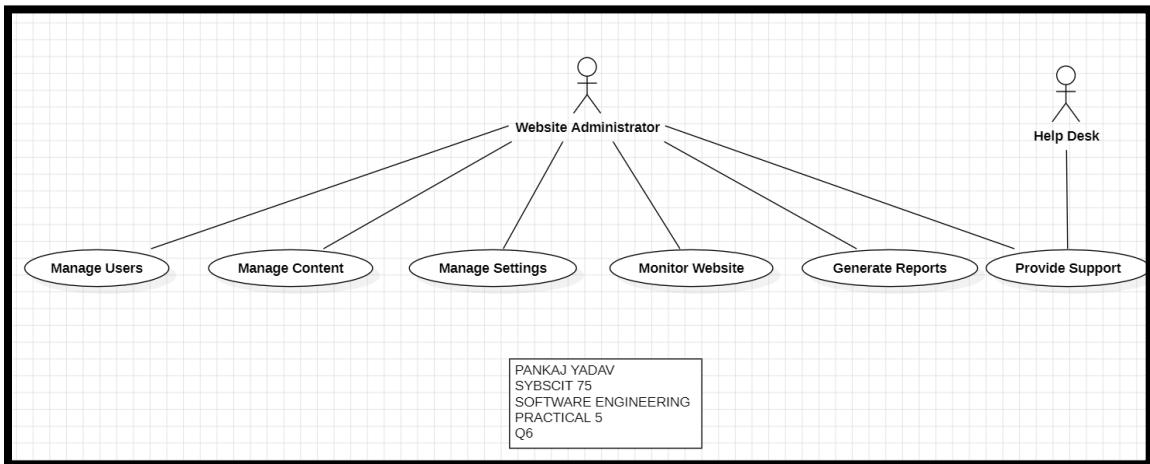 Website Administrator
Help Desk
Manage Users
Manage Content
Manage Settings
Monitor Website
Generate Reports
Provide Support
PANKAJ YADAV
SYBSCIT 75
SOFTWARE ENGINEERING
PRACTICAL 5
Q6